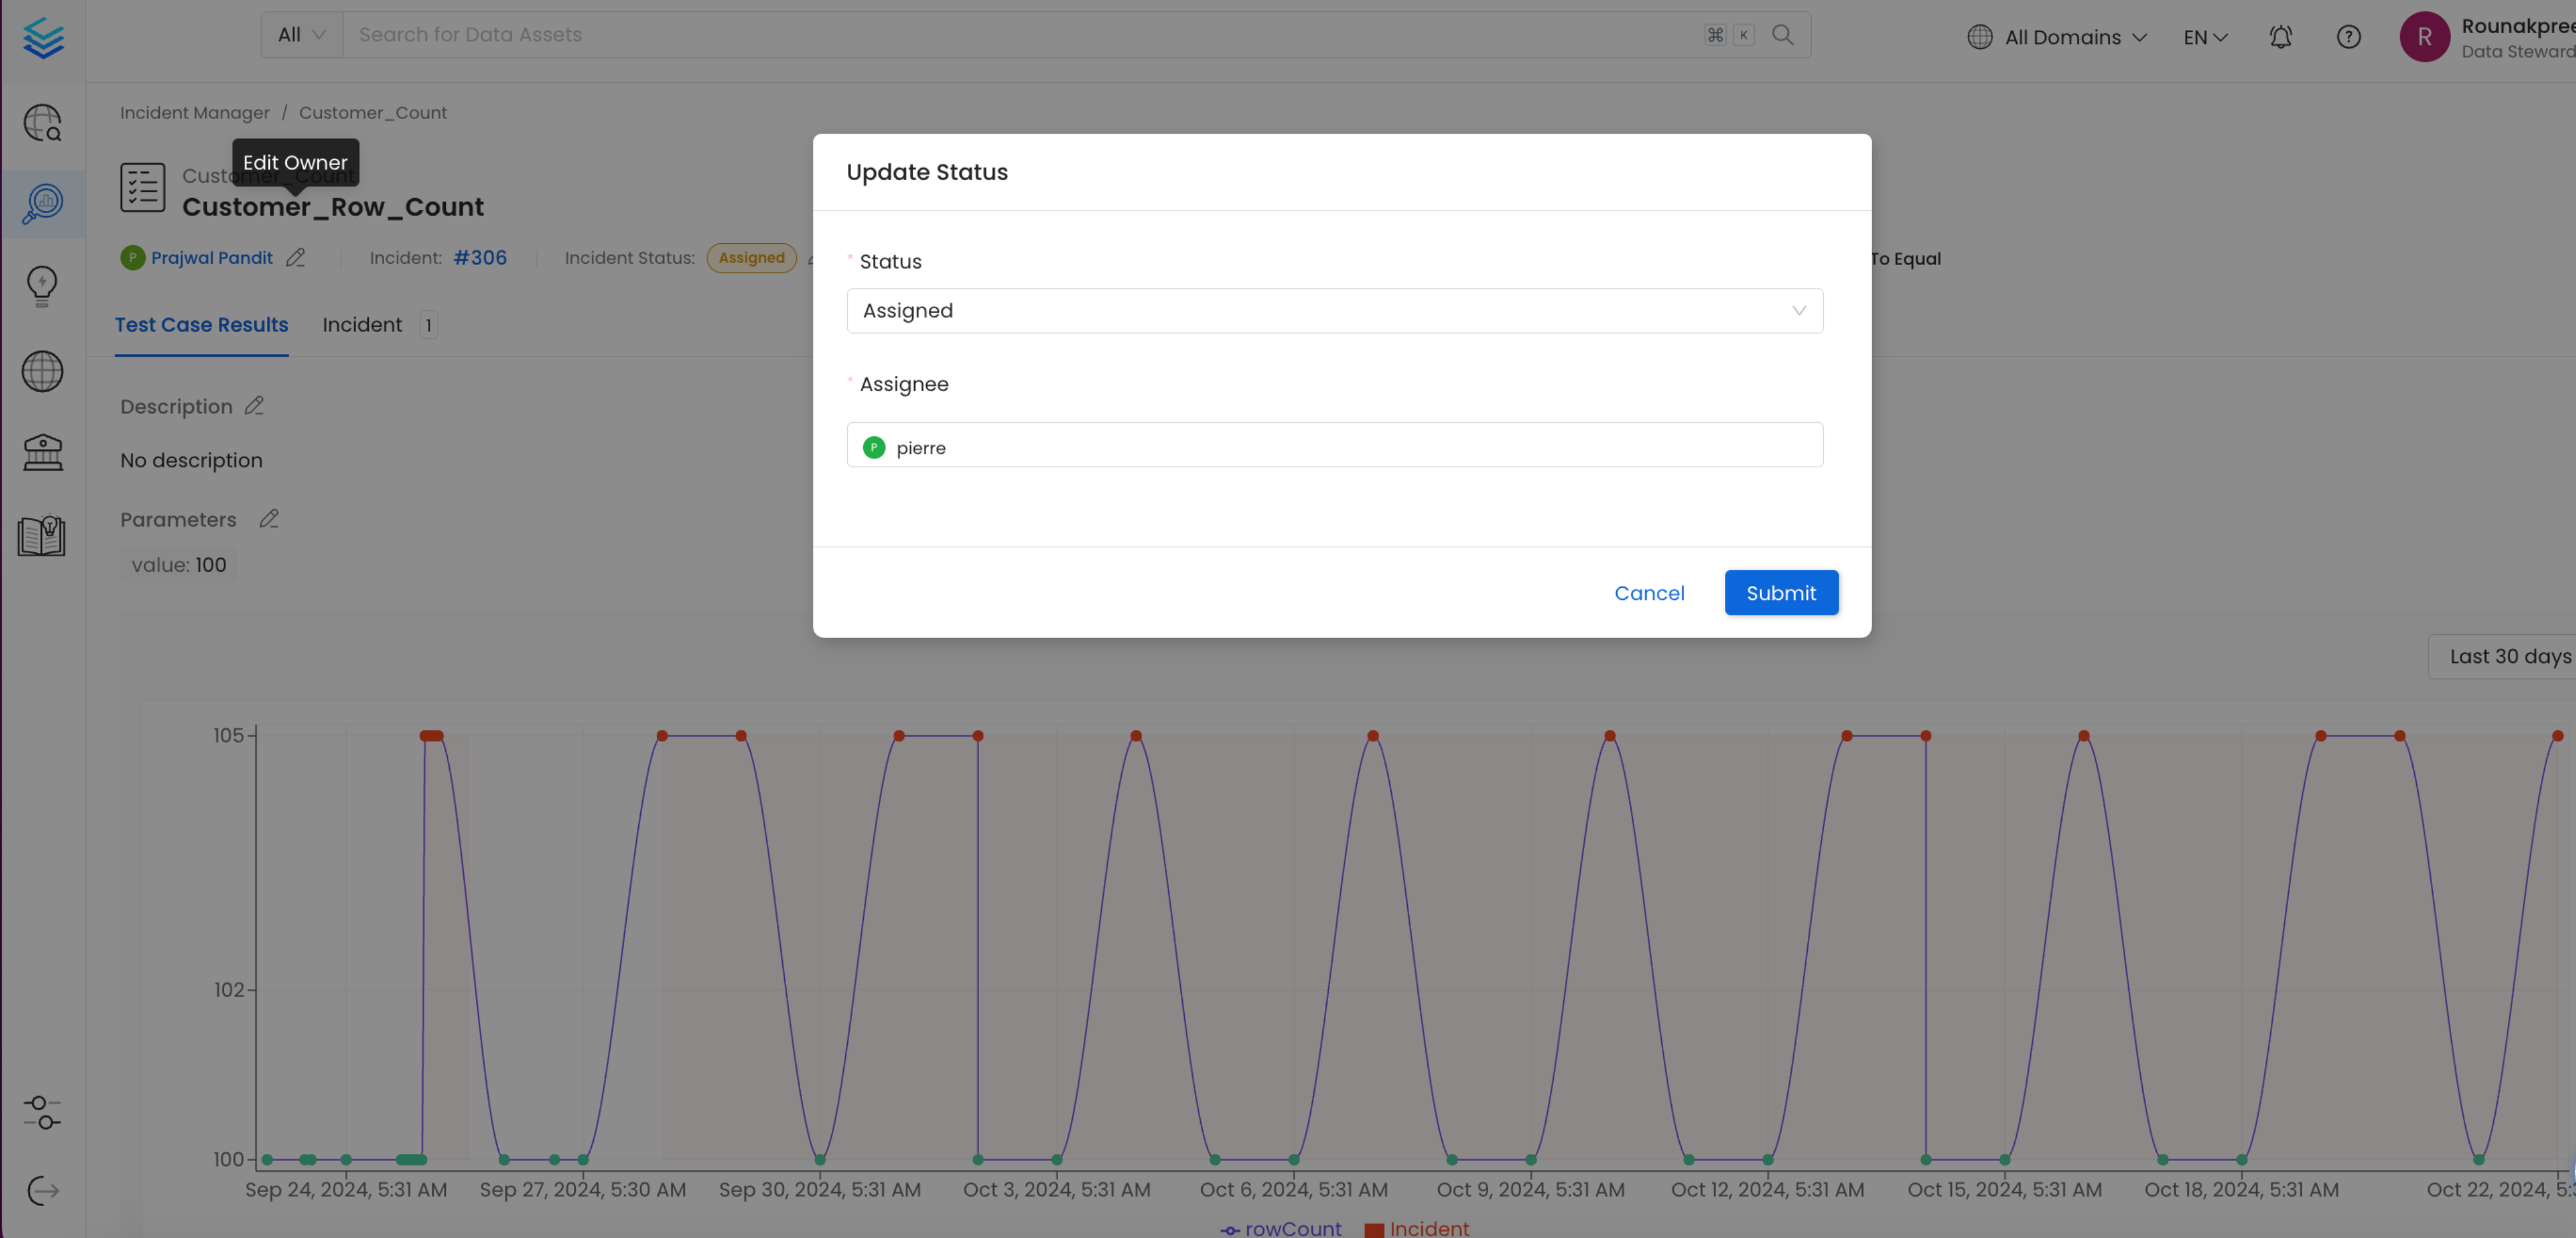 All
Search for Data Assets
⌘ K
All Domains
EN
R
Rounakpree
Data Steward
Incident Manager / Customer_Count
Edit Owner
Customer_Row_Count
P Prajwal Pandit
Incident: #306
Incident Status: Assigned
To Equal
Test Case Results
Incident 1
Description
No description
Parameters
value: 100
Update Status
* Status
Assigned
* Assignee
P pierre
Cancel
Submit
Last 30 days
105
102
100
Sep 24, 2024, 5:31 AM
Sep 27, 2024, 5:30 AM
Sep 30, 2024, 5:31 AM
Oct 3, 2024, 5:31 AM
Oct 6, 2024, 5:31 AM
Oct 9, 2024, 5:31 AM
Oct 12, 2024, 5:31 AM
Oct 15, 2024, 5:31 AM
Oct 18, 2024, 5:31 AM
Oct 22, 2024, 5:
rowCount
Incident